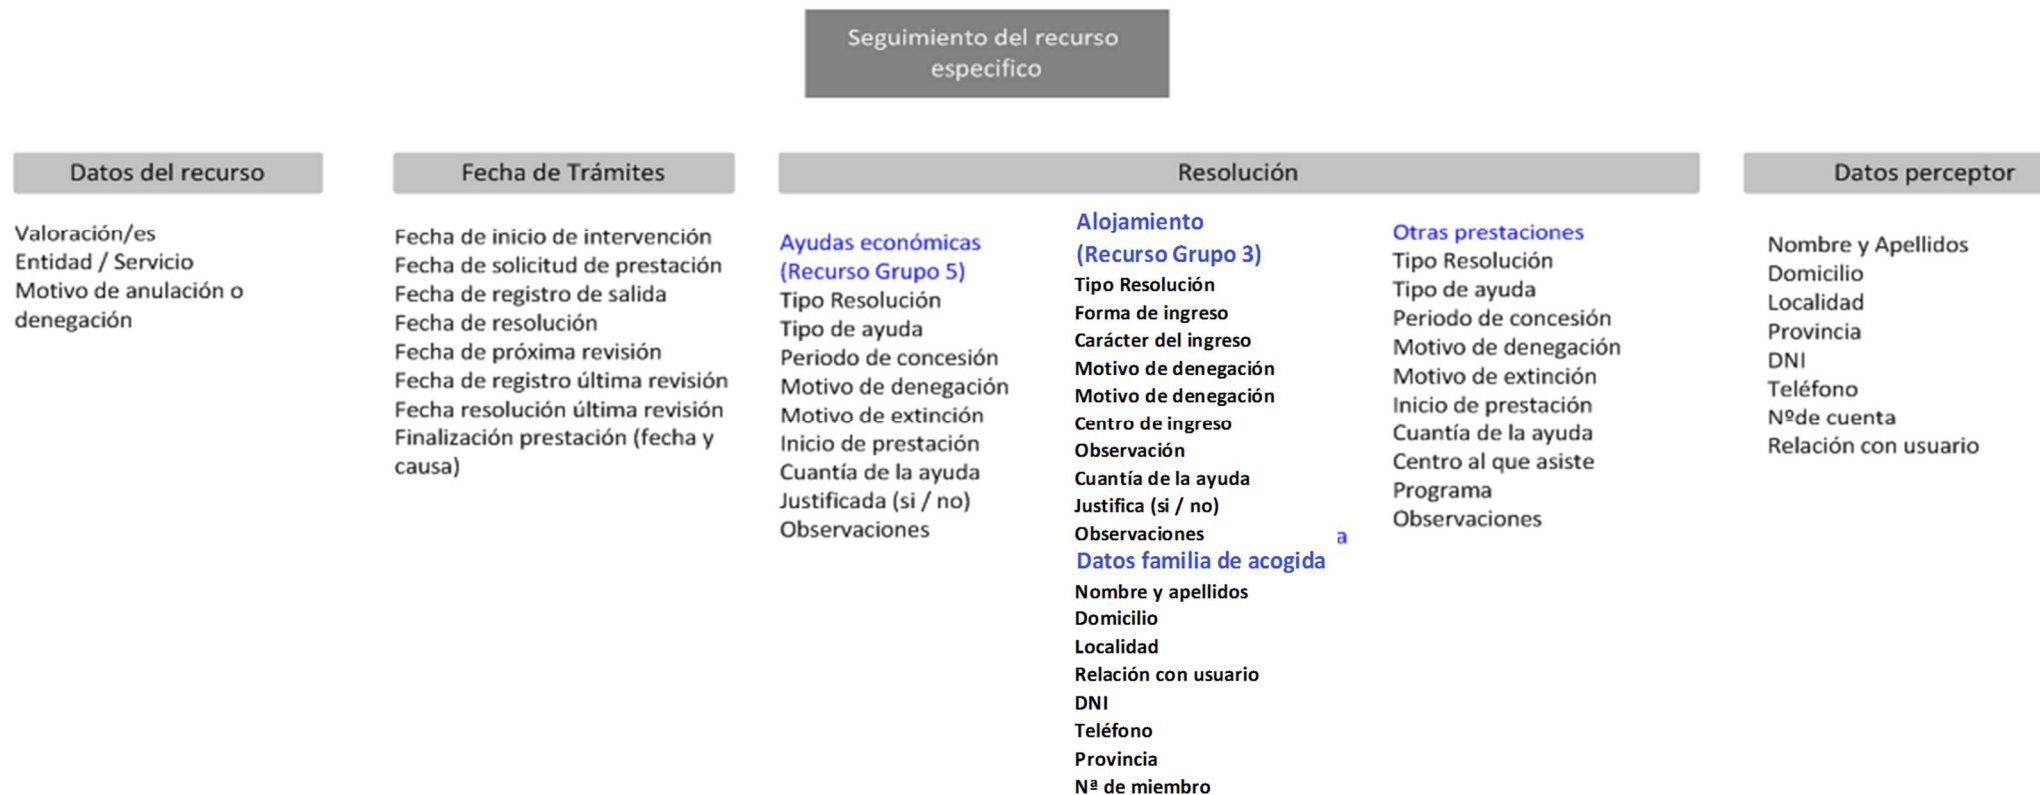 Seguimiento del recurso
especifico
Datos del recurso
Valoración/es
Entidad / Servicio
Motivo de anulación o
denegación
Fecha de Trámites
Fecha de inicio de intervención
Fecha de solicitud de prestación
Fecha de registro de salida
Fecha de resolución
Fecha de próxima revisión
Fecha de registro última revisión
Fecha resolución última revisión
Finalización prestación (fecha y
causa)
Resolución
Ayudas económicas
(Recurso Grupo 5)
Tipo Resolución
Tipo de ayuda
Periodo de concesión
Motivo de denegación
Motivo de extinción
Inicio de prestación
Cuantía de la ayuda
Justificada (si / no)
Observaciones
Alojamiento
(Recurso Grupo 3)
Tipo Resolución
Forma de ingreso
Carácter del ingreso
Motivo de denegación
Motivo de denegación
Centro de ingreso
Observación
Cuantía de la ayuda
Justifica (si / no)
Observaciones
a
Datos familia de acogida
Nombre y apellidos
Domicilio
Localidad
Relación con usuario
DNI
Teléfono
Provincia
Nª de miembro
Otras prestaciones
Tipo Resolución
Tipo de ayuda
Periodo de concesión
Motivo de denegación
Motivo de extinción
Inicio de prestación
Cuantía de la ayuda
Centro al que asiste
Programa
Observaciones
Datos perceptor
Nombre y Apellidos
Domicilio
Localidad
Provincia
DNI
Teléfono
Nºde cuenta
Relación con usuario